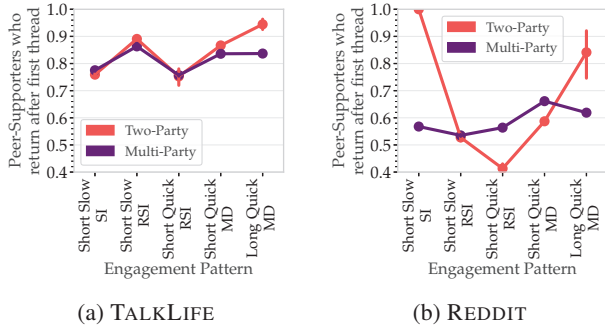 Peer-Supporters who
return after first thread
1.0
0.9
0.8
0.7
0.6
0.5
0.4
Two-Party
Multi-Party
Short Slow
SI
Short Slow
RSI
Short Quick
RSI
Short Quick
MD
Long Quick
MD
Engagement Pattern
(a) TALKLIFE
Peer-Supporters who
return after first thread
1.0
0.9
0.8
0.7
0.6
0.5
0.4
Two-Party
Multi-Party
Short Slow
SI
Short Slow
RSI
Short Quick
RSI
Short Quick
MD
Long Quick
MD
Engagement Pattern
(b) REDDIT